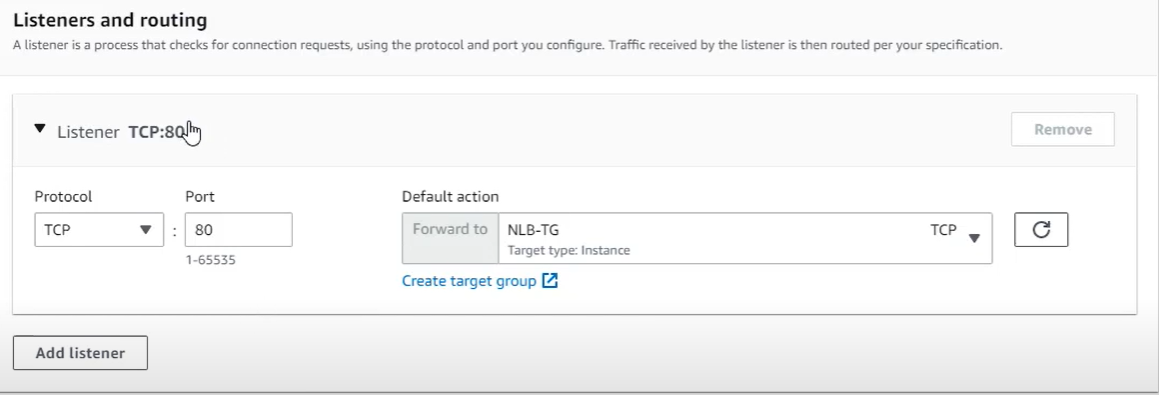 Listeners and routing
A listener is a process that checks for connection requests, using the protocol and port you configure. Traffic received by the listener is then routed per your specification.
Listener TCP:80
Remove
Protocol
Port
Default action
TCP
:
80
Forward to
NLB-TG
TCP
Target type: Instance
1-65535
Create target group
Add listener